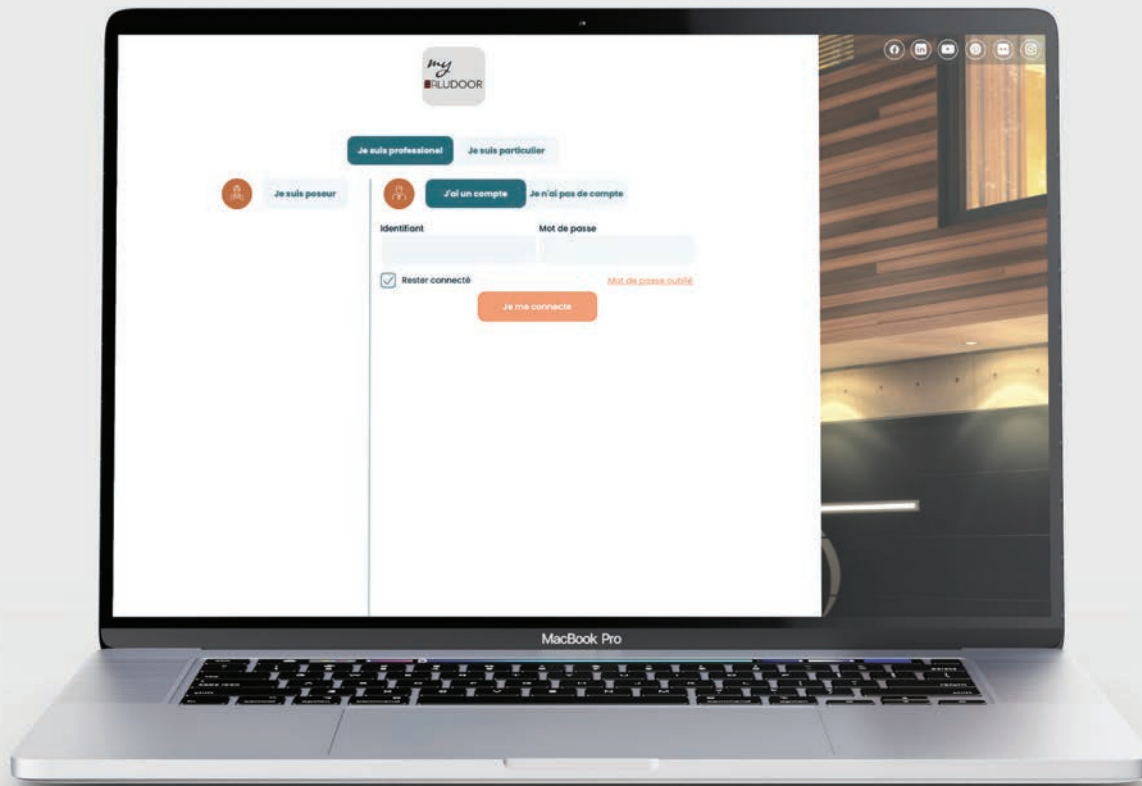 my
ALUDOOR
Je suis professionel
Je suis particulier
Je suis poseur
J'ai un compte
Je n'ai pas de compte
Identifiant
Mot de passe
Rester connecté
Mot de passe oublié
Je me connecte
MacBook Pro